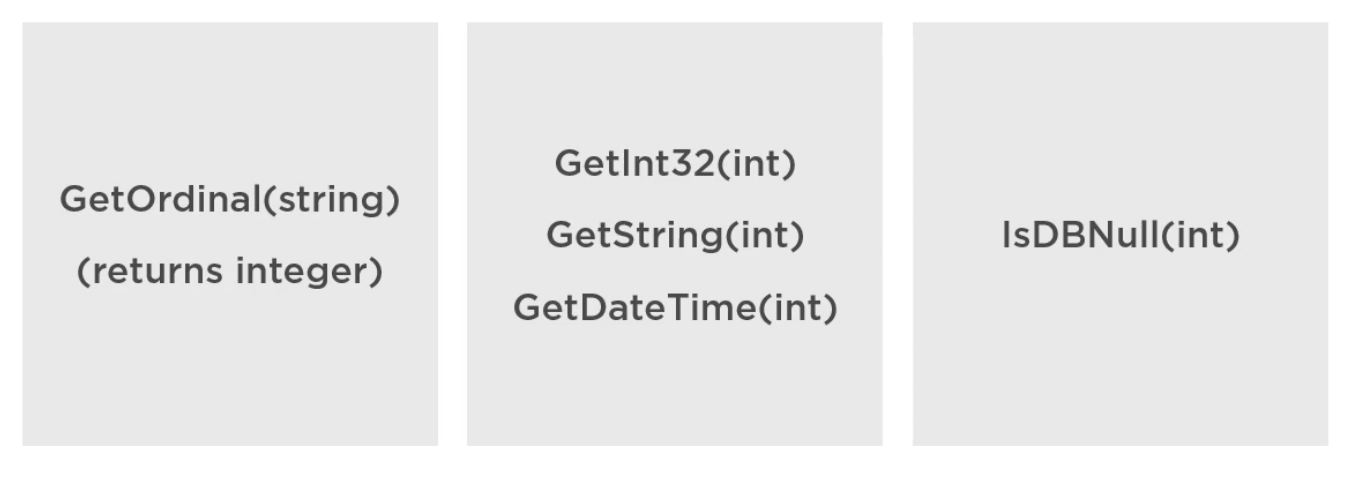 GetOrdinal(string)
(returns integer)
GetInt32(int)
GetString(int)
GetDateTime(int)
IsDBNull(int)